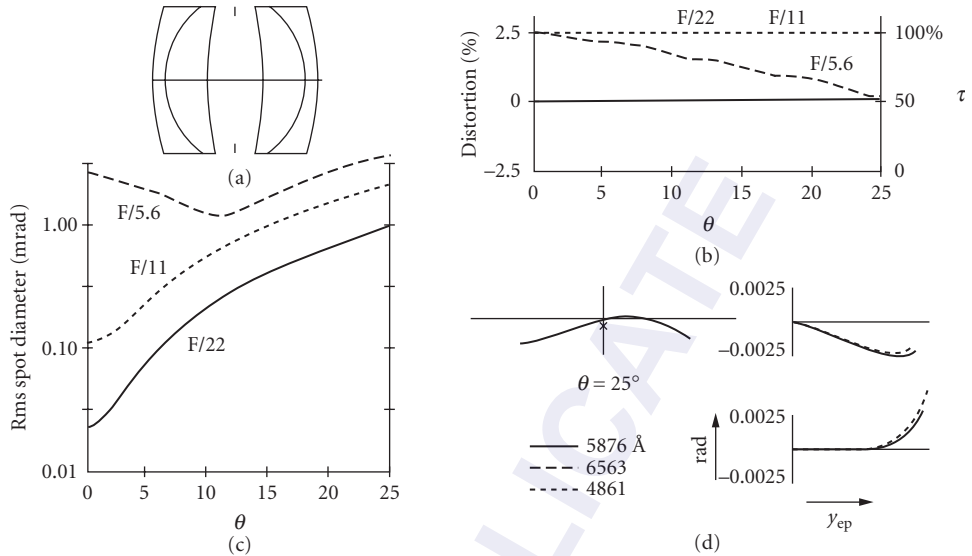 (a)
Distortion (%)
2.5
0
−2.5
F/22
F/11
F/5.6
100%
50
0
τ
0
5
10
15
20
25
θ
(b)
Rms spot diameter (mrad)
1.00
0.10
0.01
F/5.6
F/11
F/22
0
5
10
15
20
25
θ
(c)
θ = 25°
5876 Å
6563
4861
0.0025
−0.0025
rad
0.0025
−0.0025
yep
(d)
LICATE